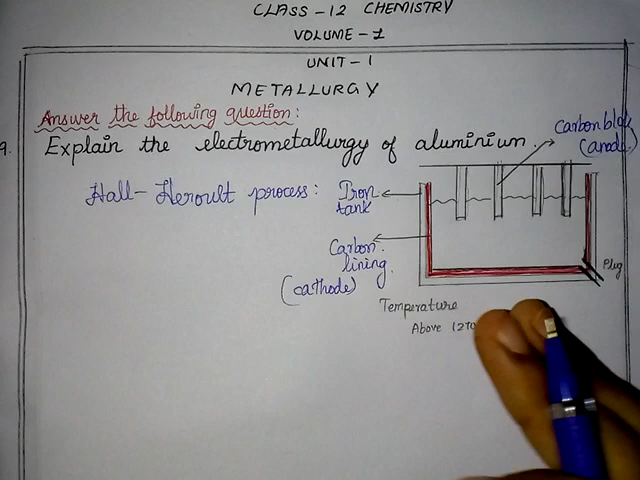 CLASS-12 CHEMISTRY
VOLUME-1
UNIT-1
METALLURGY
Answer the following question:
9. Explain the electrometallurgy of aluminium.
Carbon block
(anode)
Hall-Heroult process:
Iron
tank
Carbon
lining.
(cathode)
Plug
Temperature
Above